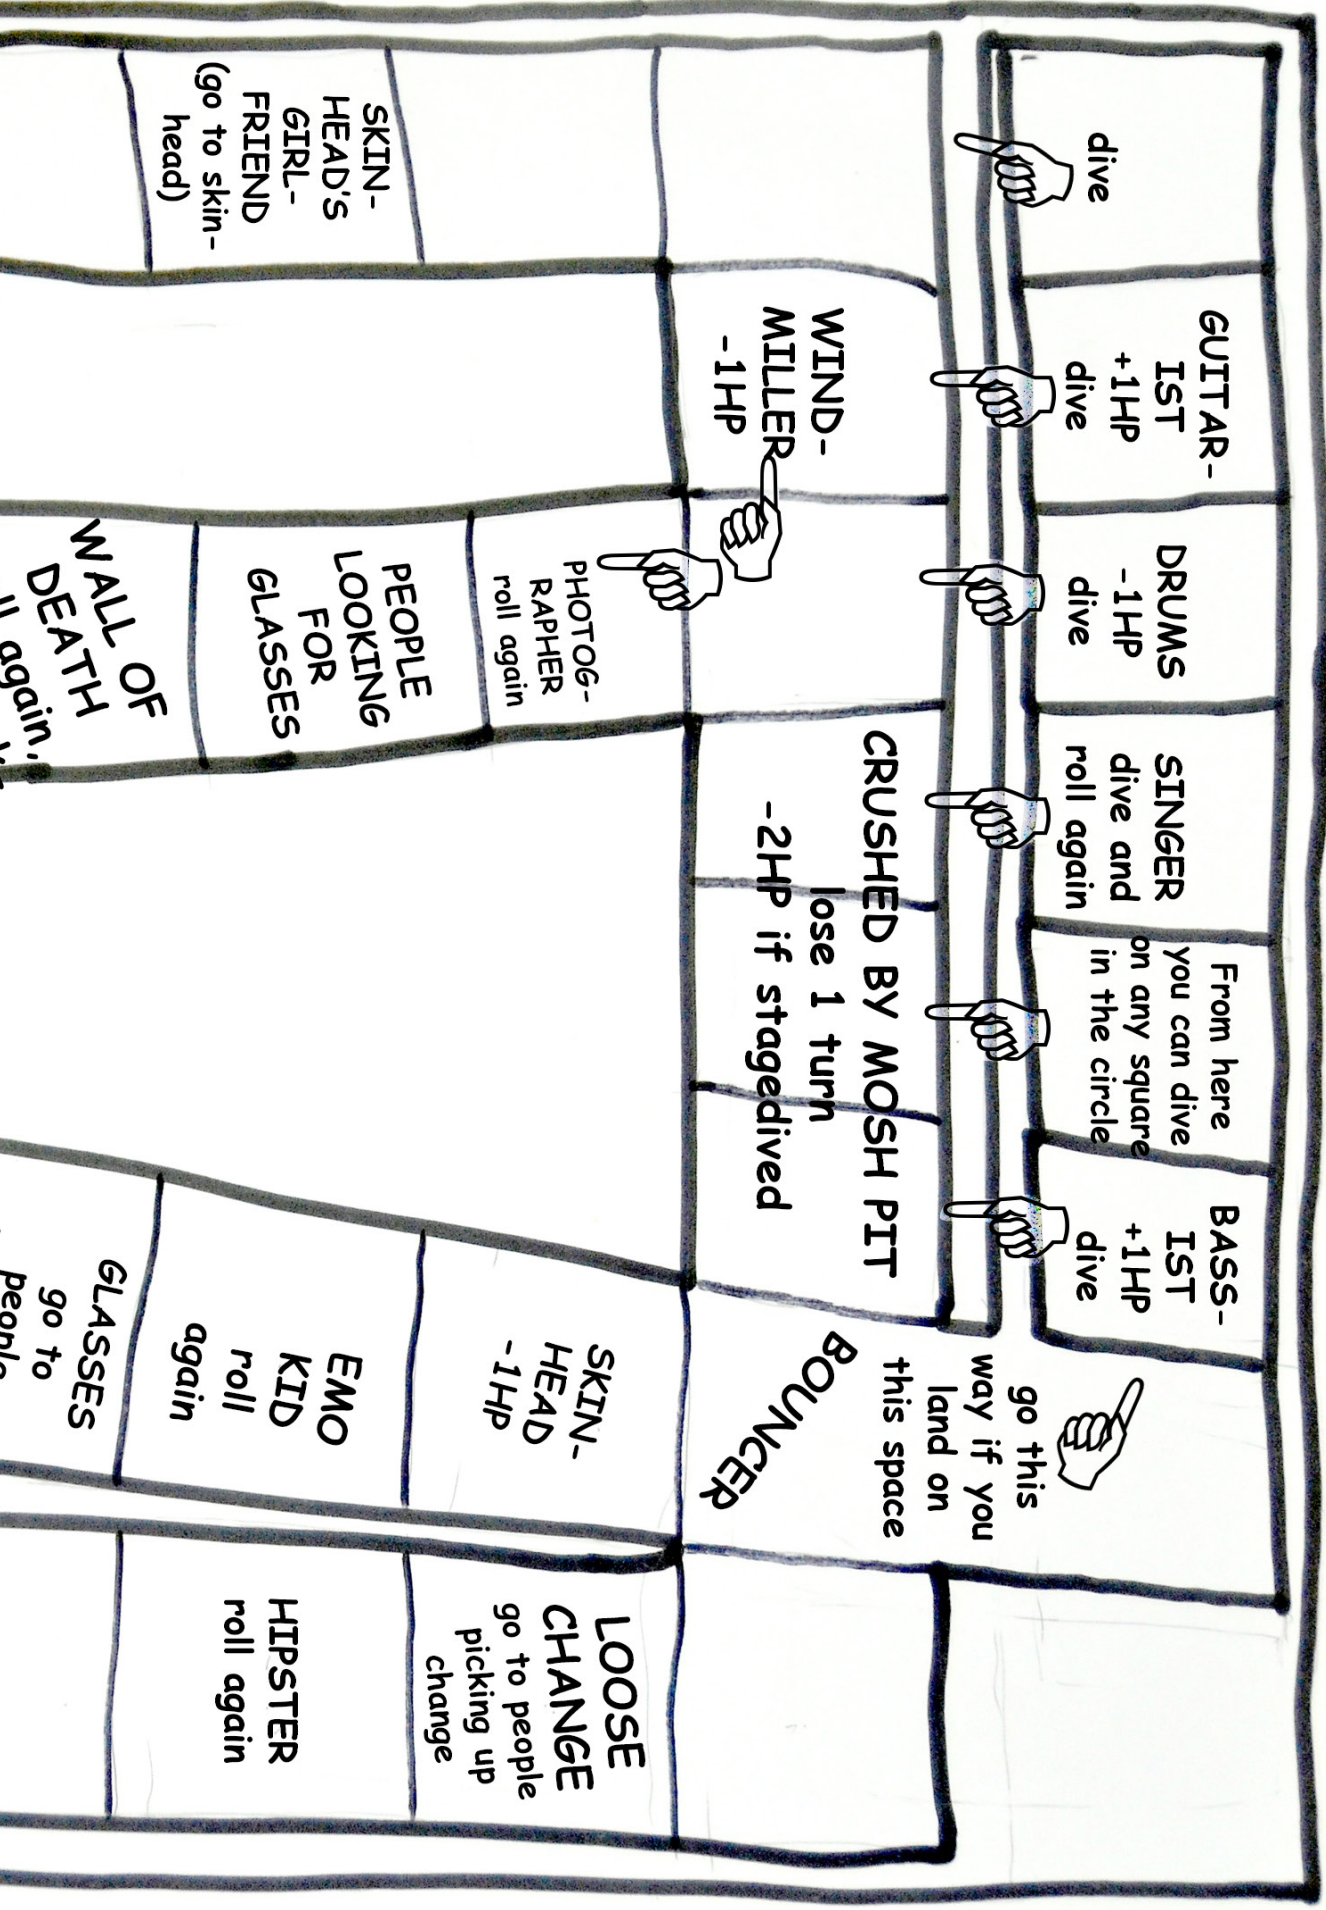 dive
GUITAR-
IST
+1HP
dive
DRUMS
-1HP
dive
SINGER
dive and
roll again
From here
you can dive
on any square
in the circle
BASS-
IST
+1HP
dive
go this
way if you
land on
this space
BOUNCER
WIND-
MILLER
-1HP
CRUSHED BY MOSH PIT
lose 1 turn
-2HP if stagedived
SKIN-
HEAD'S
GIRL-
FRIEND
(go to skin-
head)
PHOTOG-
RAPHER
roll again
PEOPLE
LOOKING
FOR
GLASSES
WALL OF
DEATH
again,
SKIN-
HEAD
-1HP
EMO
KID
roll
again
GLASSES
go to
people
LOOSE
CHANGE
go to people
picking up
change
HIPSTER
roll again